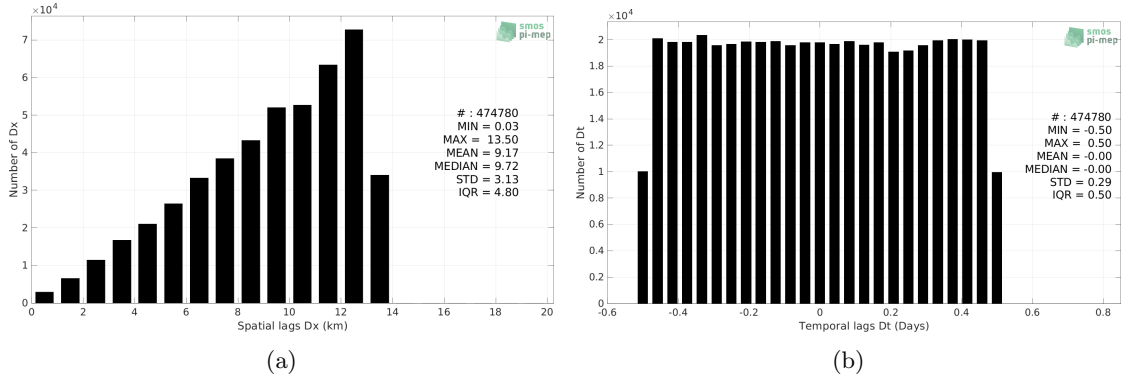 ×10⁴
smos
pi-mep
7
6
5
4
3
2
1
0
Number of Dx
# : 474780
MIN = 0.03
MAX = 13.50
MEAN = 9.17
MEDIAN = 9.72
STD = 3.13
IQR = 4.80
0 2 4 6 8 10 12 14 16 18 20
Spatial lags Dx (km)
(a)
×10⁴
smos
pi-mep
2
1.8
1.6
1.4
1.2
1
0.8
0.6
0.4
0.2
0
Number of Dt
# : 474780
MIN = -0.50
MAX = 0.50
MEAN = -0.00
MEDIAN = -0.00
STD = 0.29
IQR = 0.50
-0.6 -0.4 -0.2 0 0.2 0.4 0.6 0.8
Temporal lags Dt (Days)
(b)